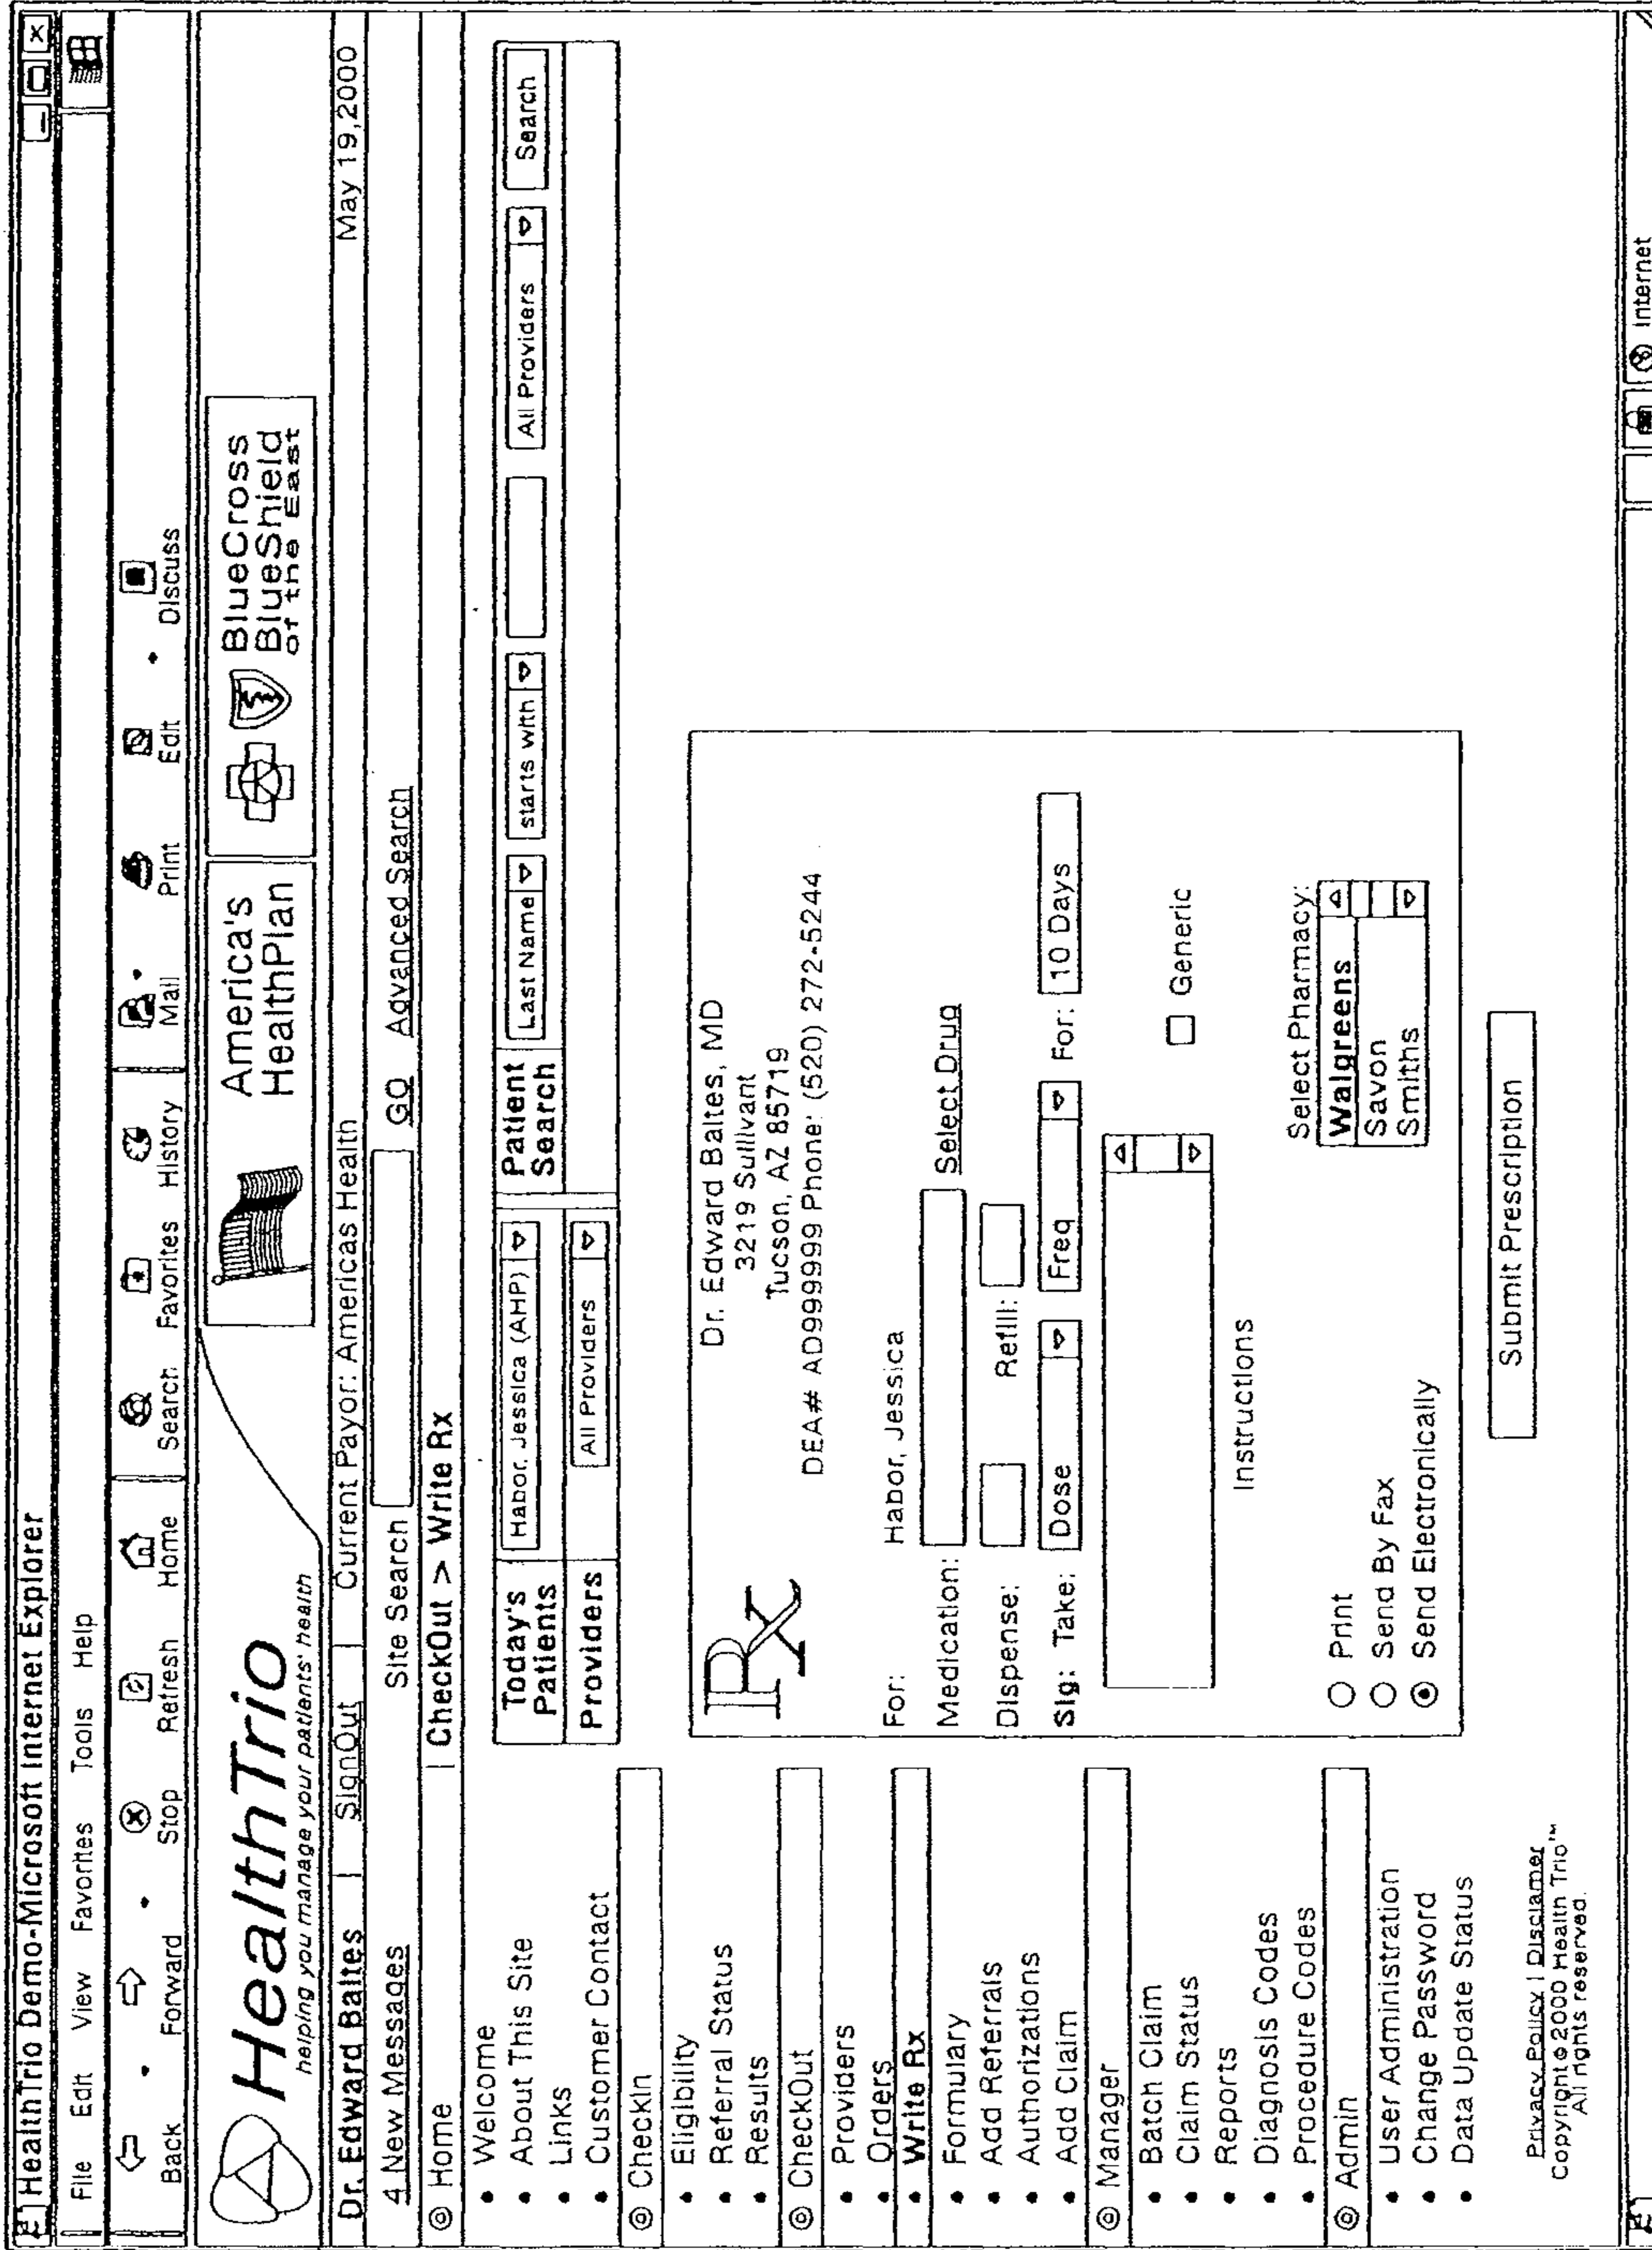 HealthTrio Demo-Microsoft Internet Explorer
File Edit View Favorites Tools Help
Back Forward Stop Refresh Home Search Favorites History Mail Print Edit Discuss
HealthTrio
helping you manage your patients' health
America's
HealthPlan
BlueCross
BlueShield
of the East
Dr. Edward Baltes | SignOut | Current Payor: Americas Health May 19,2000
4 New Messages Site Search GO Advanced Search
Home
CheckOut > Write Rx
• Welcome
• About This Site
• Links
• Customer Contact
CheckIn
• Eligibility
• Referral Status
• Results
CheckOut
• Providers
• Orders
• Write Rx
• Formulary
• Add Referrals
• Authorizations
• Add Claim
Manager
• Batch Claim
• Claim Status
• Reports
• Diagnosis Codes
• Procedure Codes
Admin
• User Administration
• Change Password
• Data Update Status
Privacy Policy | Disclamer
Copyright© 2000 Health Trio™
All rights reserved.
Today's
Patients
Habor, Jessica (AHP)
Patient
Search
Last Name starts with All Providers Search
Providers All Providers
Rx
Dr. Edward Baltes, MD
3219 Sullivant
Tucson, AZ 85719
DEA# AD9999999 Phone: (520) 272-5244
For: Habor, Jessica
Medication: Select Drug
Dispense: Refill:
Sig: Take: Dose Freq For: 10 Days
Instructions
Generic
Print
Send By Fax
Send Electronically
Select Pharmacy:
Walgreens
Savon
Smiths
Submit Prescription
Internet